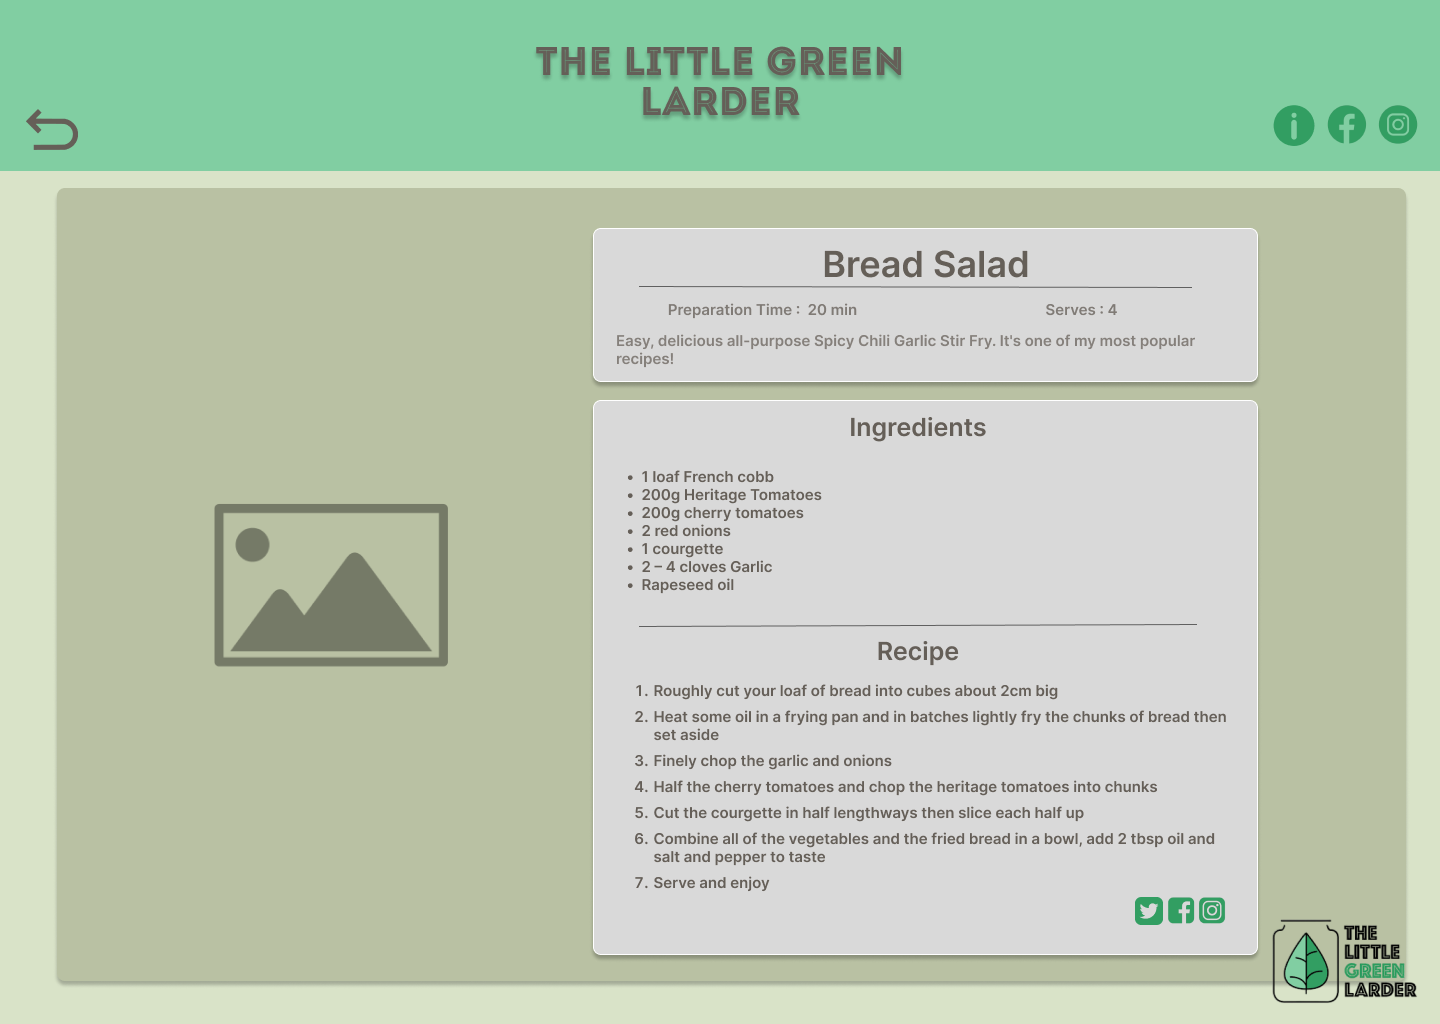 THE LITTLE GREEN
LARDER
Bread Salad
Preparation Time :  20 min
Serves : 4
Easy, delicious all-purpose Spicy Chili Garlic Stir Fry. It's one of my most popular
recipes!
Ingredients
• 1 loaf French cobb
• 200g Heritage Tomatoes
• 200g cherry tomatoes
• 2 red onions
• 1 courgette
• 2 – 4 cloves Garlic
• Rapeseed oil
Recipe
1. Roughly cut your loaf of bread into cubes about 2cm big
2. Heat some oil in a frying pan and in batches lightly fry the chunks of bread then
set aside
3. Finely chop the garlic and onions
4. Half the cherry tomatoes and chop the heritage tomatoes into chunks
5. Cut the courgette in half lengthways then slice each half up
6. Combine all of the vegetables and the fried bread in a bowl, add 2 tbsp oil and
salt and pepper to taste
7. Serve and enjoy
THE
LITTLE
GREEN
LARDER